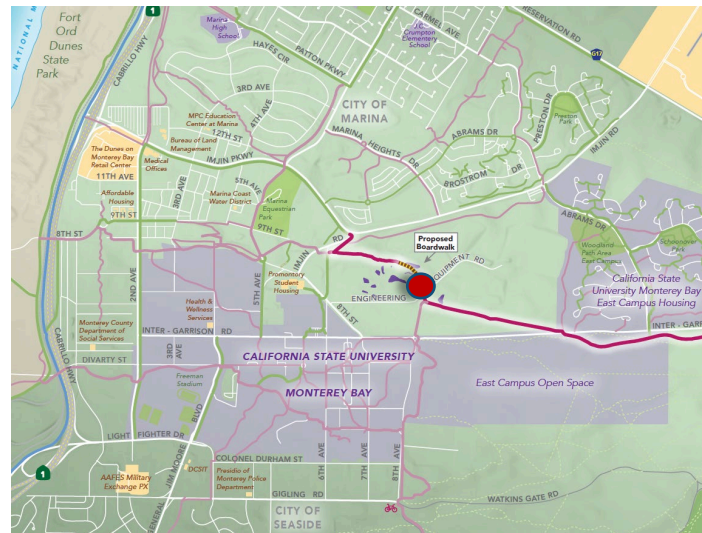 NATIONAL M
Fort
Ord
Dunes
State
Park
CABRILLO HWY
1
Marina
High
School
HAYES CIR
PATTON PKWY
CARMEL AVE
J.C.
Crumpton
Elementary
School
RESERVATION RD
G17
3RD AVE
4TH AVE
CITY OF
MARINA
MPC Education
Center at Marina
12TH ST
Bureau of Land
Management
IMJIN PKWY
MARINA
HEIGHTS
DR
ABRAMS DR
PRESTON DR
Preston
Park
IMJIN RD
BROSTROM
DR
The Dunes on
Monterey Bay
Retail Center
11TH AVE
Medical
Offices
Affordable
Housing
9TH ST
3RD AVE
5TH AVE
Marina Coast
Water District
Marina
Equestrian
Park
9TH ST
8TH ST
ABRAMS DR
Woodland
Park Area
East Campus
Schoonover
Park
California State
University Monterey Bay
East Campus Housing
IMJIN
RD
Proposed
Boardwalk
QUIPMENT RD
ENGINEERING
Promontory
Student
Housing
8TH ST
2ND AVE
5TH AVE
Health &
Wellness
Services
Monterey County
Department of
Social Services
INTER - GARRISON RD
INTER - GARR
DIVARTY ST
3RD
AVE
CALIFORNIA STATE UNIVERSITY
MONTEREY BAY
East Campus Open Space
CABRILLO HWY
Freeman
Stadium
LIGHT FIGHTER DR
JIM MOORE
BLVD
GENERAL
COLONEL DURHAM ST
6TH AVE
7TH AVE
8TH AVE
1
AAFES Military
Exchange PX
DCSIT
Presidio of
Monterey Police
Department
GIGLING RD
WATKINS GATE RD
CITY OF
SEASIDE